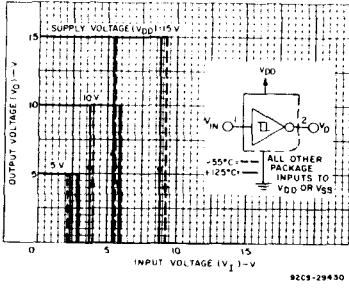 15
SUPPLY VOLTAGE (VDD)=15 V
10
10 V
5
5 V
OUTPUT VOLTAGE (VO)–V
VDD
VIN
1
2
VO
-55°C
+125°C
ALL OTHER
PACKAGE
INPUTS TO
VDD OR VSS
0
5
10
15
INPUT VOLTAGE (VI)–V
92CS-29430